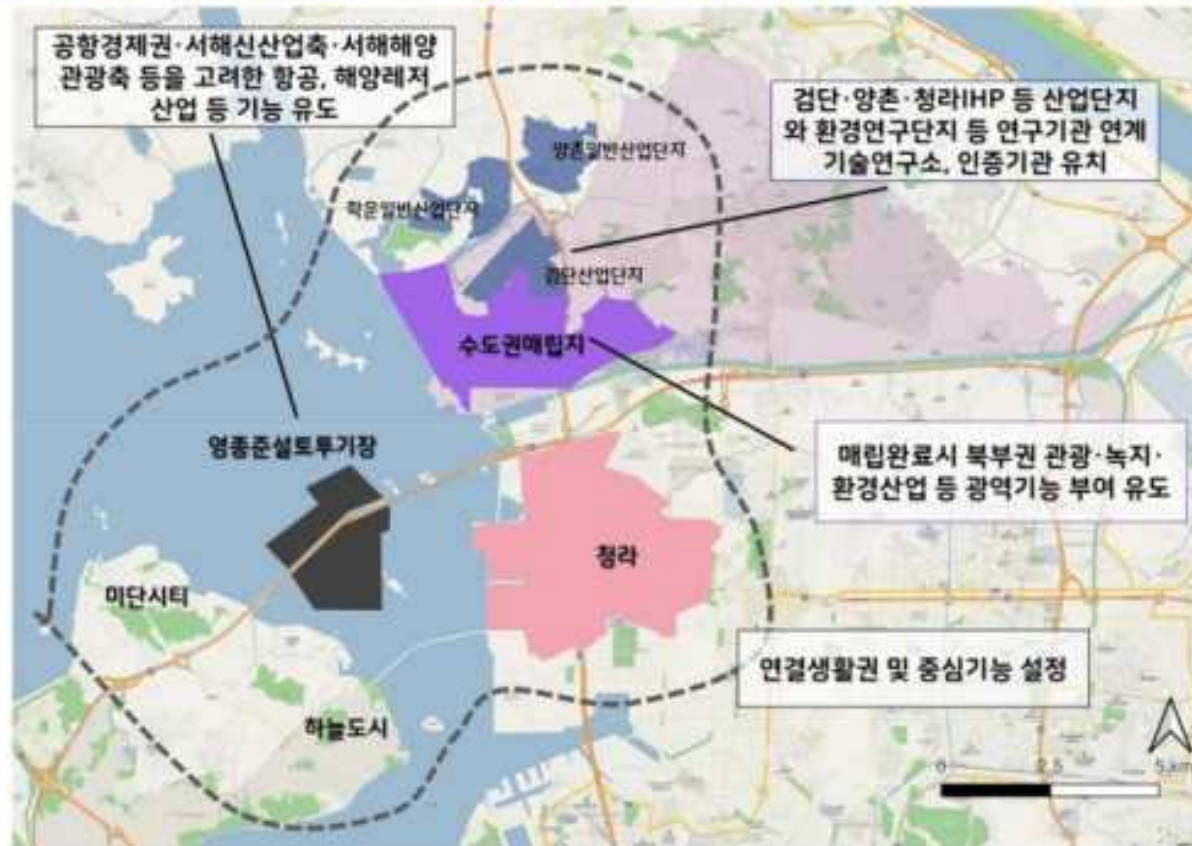 공항경제권·서해신산업축·서해해양
관광축 등을 고려한 항공, 해양레저
산업 등 기능 유도
검단·양촌·청라IHP 등 산업단지
와 환경연구단지 등 연구기관 연계
기술연구소, 인증기관 유치
양촌일반산업단지
학운일반산업단지
검단산업단지
수도권매립지
영종준설토투기장
매립완료시 북부권 관광·녹지·
환경산업 등 광역기능 부여 유도
청라
미단시티
연결생활권 및 중심기능 설정
하늘도시
0 2.5 5 km